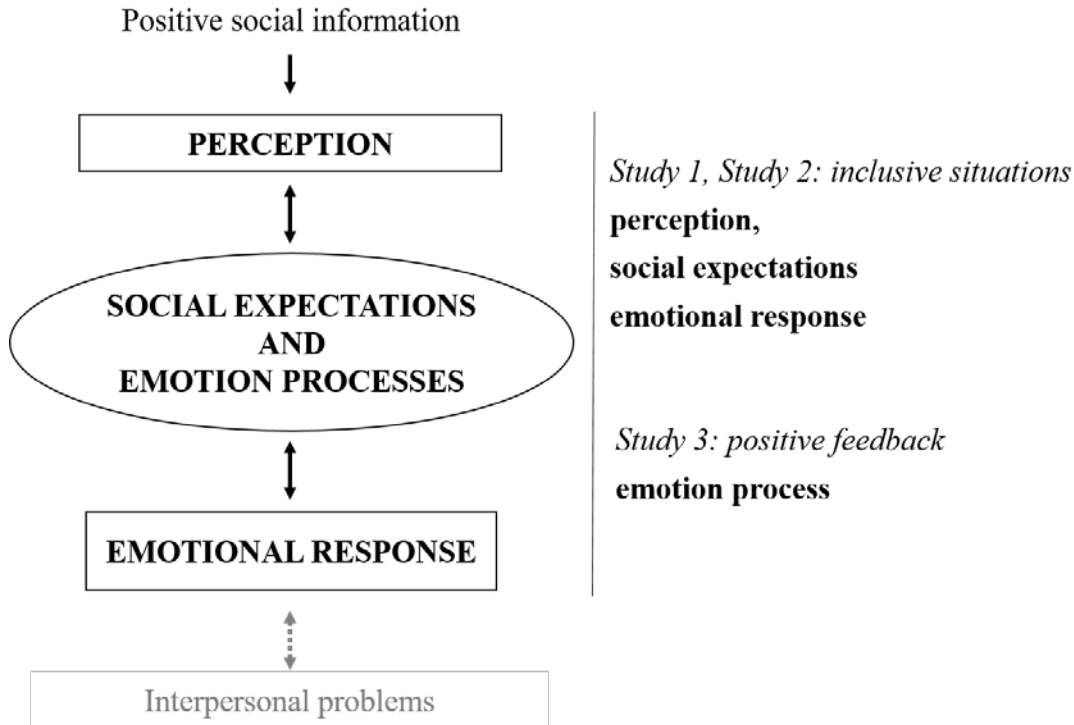 Positive social information
PERCEPTION
SOCIAL EXPECTATIONS
AND
EMOTION PROCESSES
EMOTIONAL RESPONSE
Interpersonal problems
Study 1, Study 2: inclusive situations
perception,
social expectations
emotional response
Study 3: positive feedback
emotion process